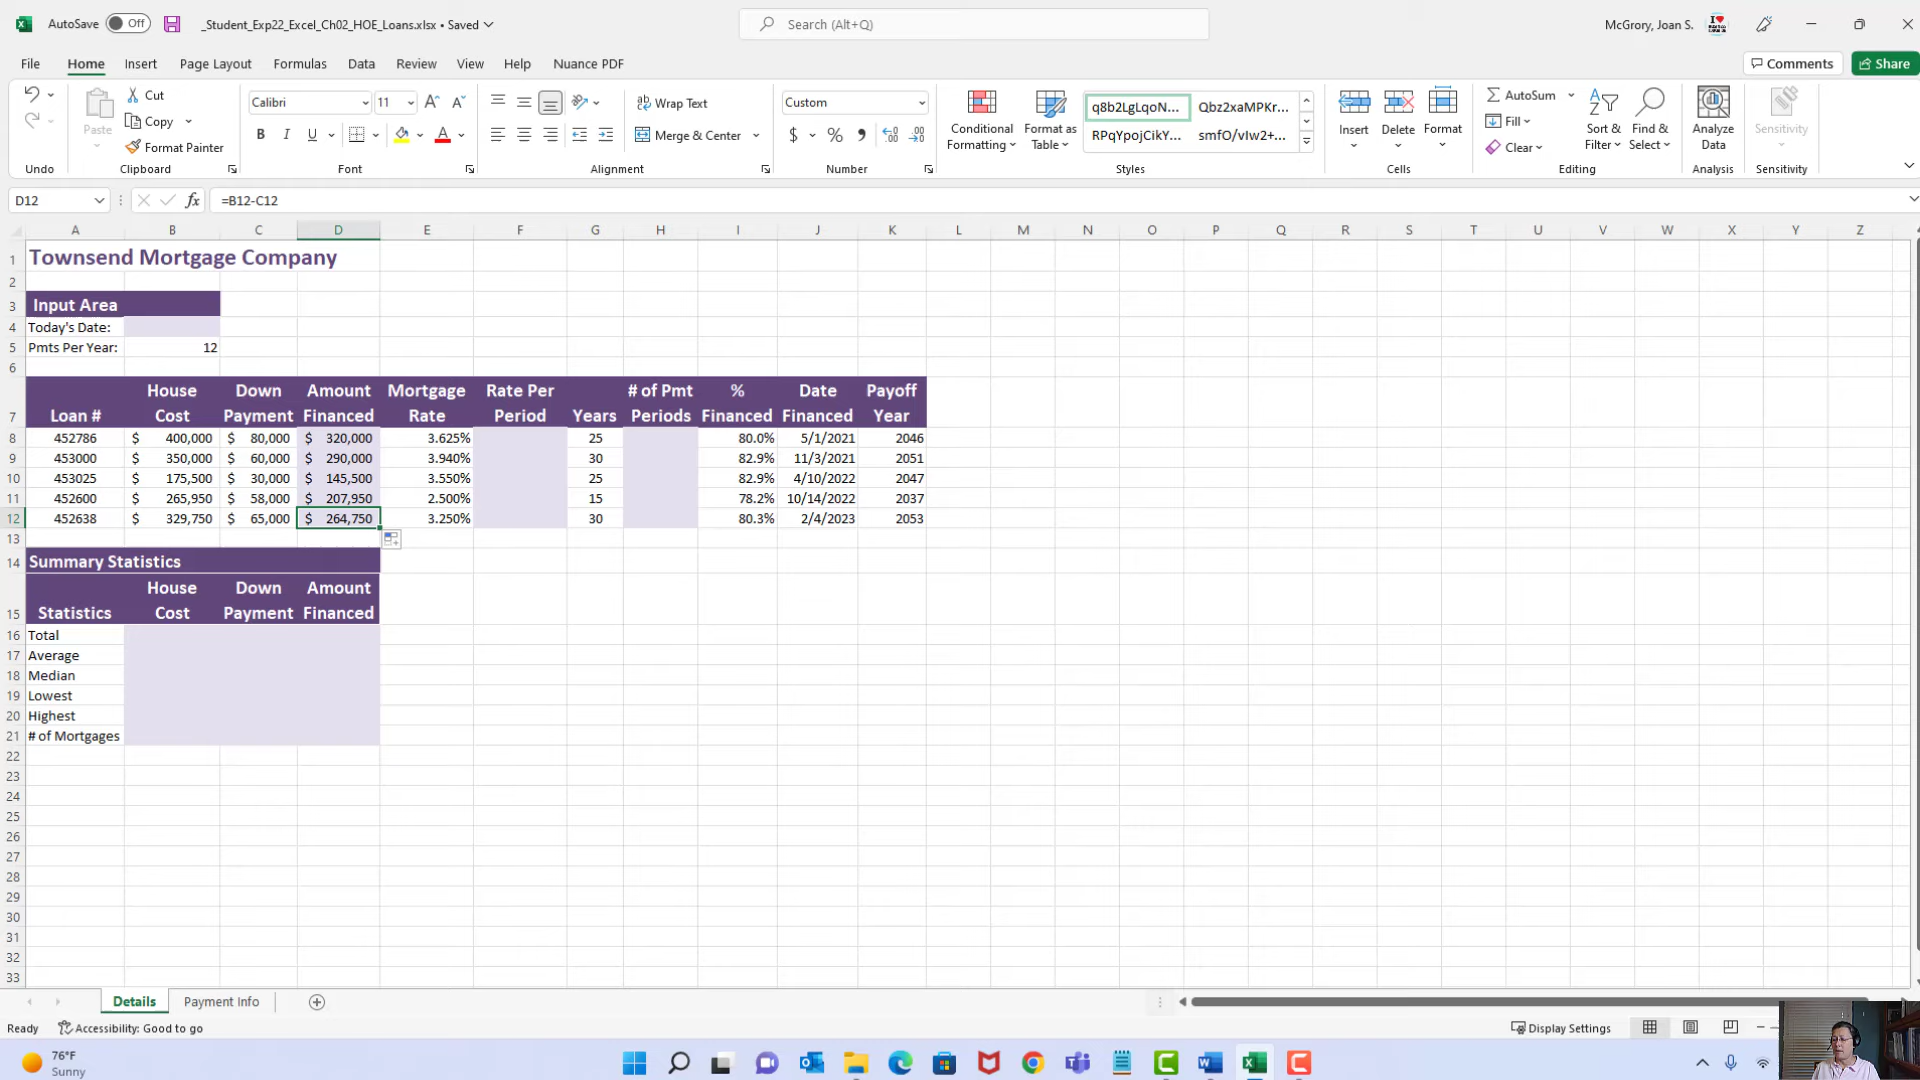 AutoSave Off _Student_Exp22_Excel_Ch02_HOE_Loans.xlsx • Saved Search (Alt+Q) McGrory, Joan S.
File Home Insert Page Layout Formulas Data Review View Help Nuance PDF Comments Share
Paste Cut Copy Format Painter
Calibri 11 Wrap Text Merge & Center Custom
Conditional Formatting Format as Table
q8b2LgLqoN... Qbz2xaMPKr...
RPqYpojCikY... smfO/vIw2+...
Insert Delete Format AutoSum Fill Clear Sort & Filter Find & Select Analyze Data Sensitivity
Undo Clipboard Font Alignment Number Styles Cells Editing Analysis Sensitivity
D12 fx =B12-C12
A B C D E F G H I J K L M N O P Q R S T U V W X Y Z
1 Townsend Mortgage Company
2
3 Input Area
4 Today's Date:
5 Pmts Per Year: 12
6
House Down Amount Mortgage Rate Per # of Pmt % Date Payoff
7 Loan # Cost Payment Financed Rate Period Years Periods Financed Financed Year
8 452786 $ 400,000 $ 80,000 $ 320,000 3.625% 25 80.0% 5/1/2021 2046
9 453000 $ 350,000 $ 60,000 $ 290,000 3.940% 30 82.9% 11/3/2021 2051
10 453025 $ 175,500 $ 30,000 $ 145,500 3.550% 25 82.9% 4/10/2022 2047
11 452600 $ 265,950 $ 58,000 $ 207,950 2.500% 15 78.2% 10/14/2022 2037
12 452638 $ 329,750 $ 65,000 $ 264,750 3.250% 30 80.3% 2/4/2023 2053
13
14 Summary Statistics
House Down Amount
15 Statistics Cost Payment Financed
16 Total
17 Average
18 Median
19 Lowest
20 Highest
21 # of Mortgages
22
23
24
25
26
27
28
29
30
31
32
33
Details Payment Info
Ready Accessibility: Good to go Display Settings
76°F
Sunny